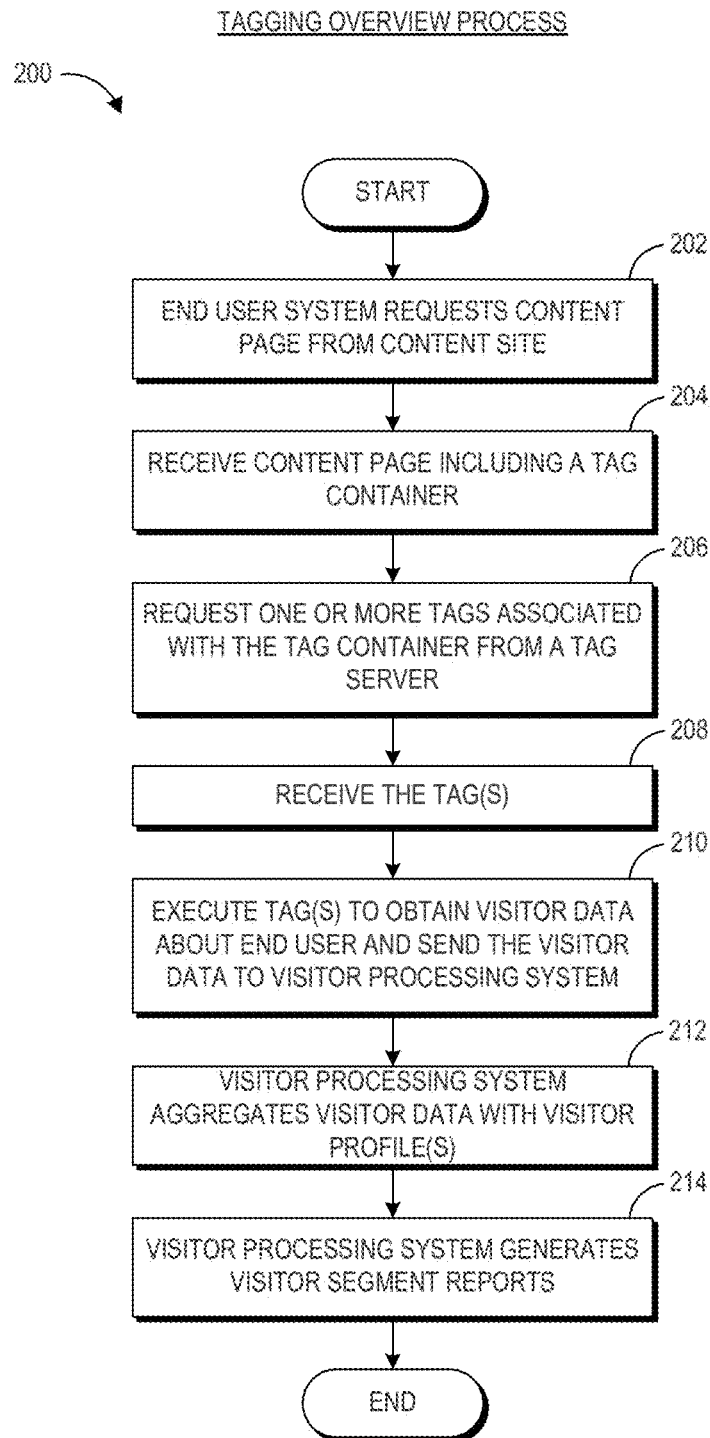 TAGGING OVERVIEW PROCESS
200
START
202
END USER SYSTEM REQUESTS CONTENT
PAGE FROM CONTENT SITE
204
RECEIVE CONTENT PAGE INCLUDING A TAG
CONTAINER
206
REQUEST ONE OR MORE TAGS ASSOCIATED
WITH THE TAG CONTAINER FROM A TAG
SERVER
208
RECEIVE THE TAG(S)
210
EXECUTE TAG(S) TO OBTAIN VISITOR DATA
ABOUT END USER AND SEND THE VISITOR
DATA TO VISITOR PROCESSING SYSTEM
212
VISITOR PROCESSING SYSTEM
AGGREGATES VISITOR DATA WITH VISITOR
PROFILE(S)
214
VISITOR PROCESSING SYSTEM GENERATES
VISITOR SEGMENT REPORTS
END